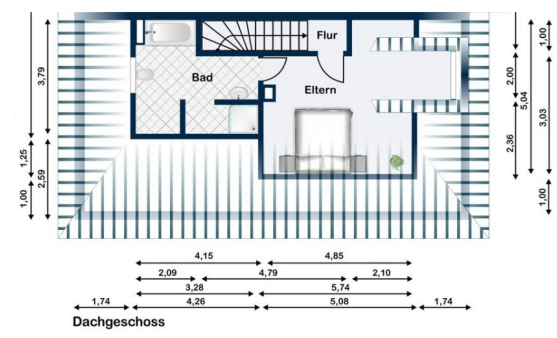 Flur
Bad
Eltern
3,79
1,25
2,59
1,00
1,00
2,00
5,04
3,03
2,36
1,00
4,15 4,85
2,09 4,79 2,10
3,28 5,74
1,74 4,26 5,08 1,74
Dachgeschoss